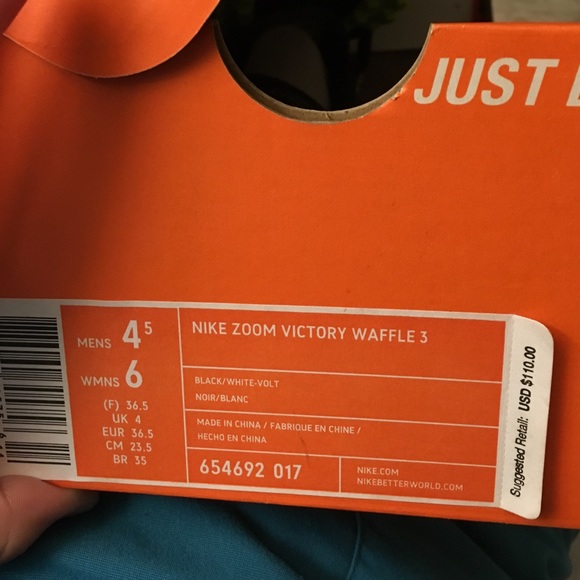 JUST
MENS 4.5
WMNS 6
(F) 36.5
UK 4
EUR 36.5
CM 23.5
BR 35
NIKE ZOOM VICTORY WAFFLE 3
BLACK/WHITE-VOLT
NOIR/BLANC
MADE IN CHINA / FABRIQUE EN CHINE /
HECHO EN CHINA
654692 017
NIKE.COM
NIKEBETTERWORLD.COM
Suggested Retail: USD $110.00